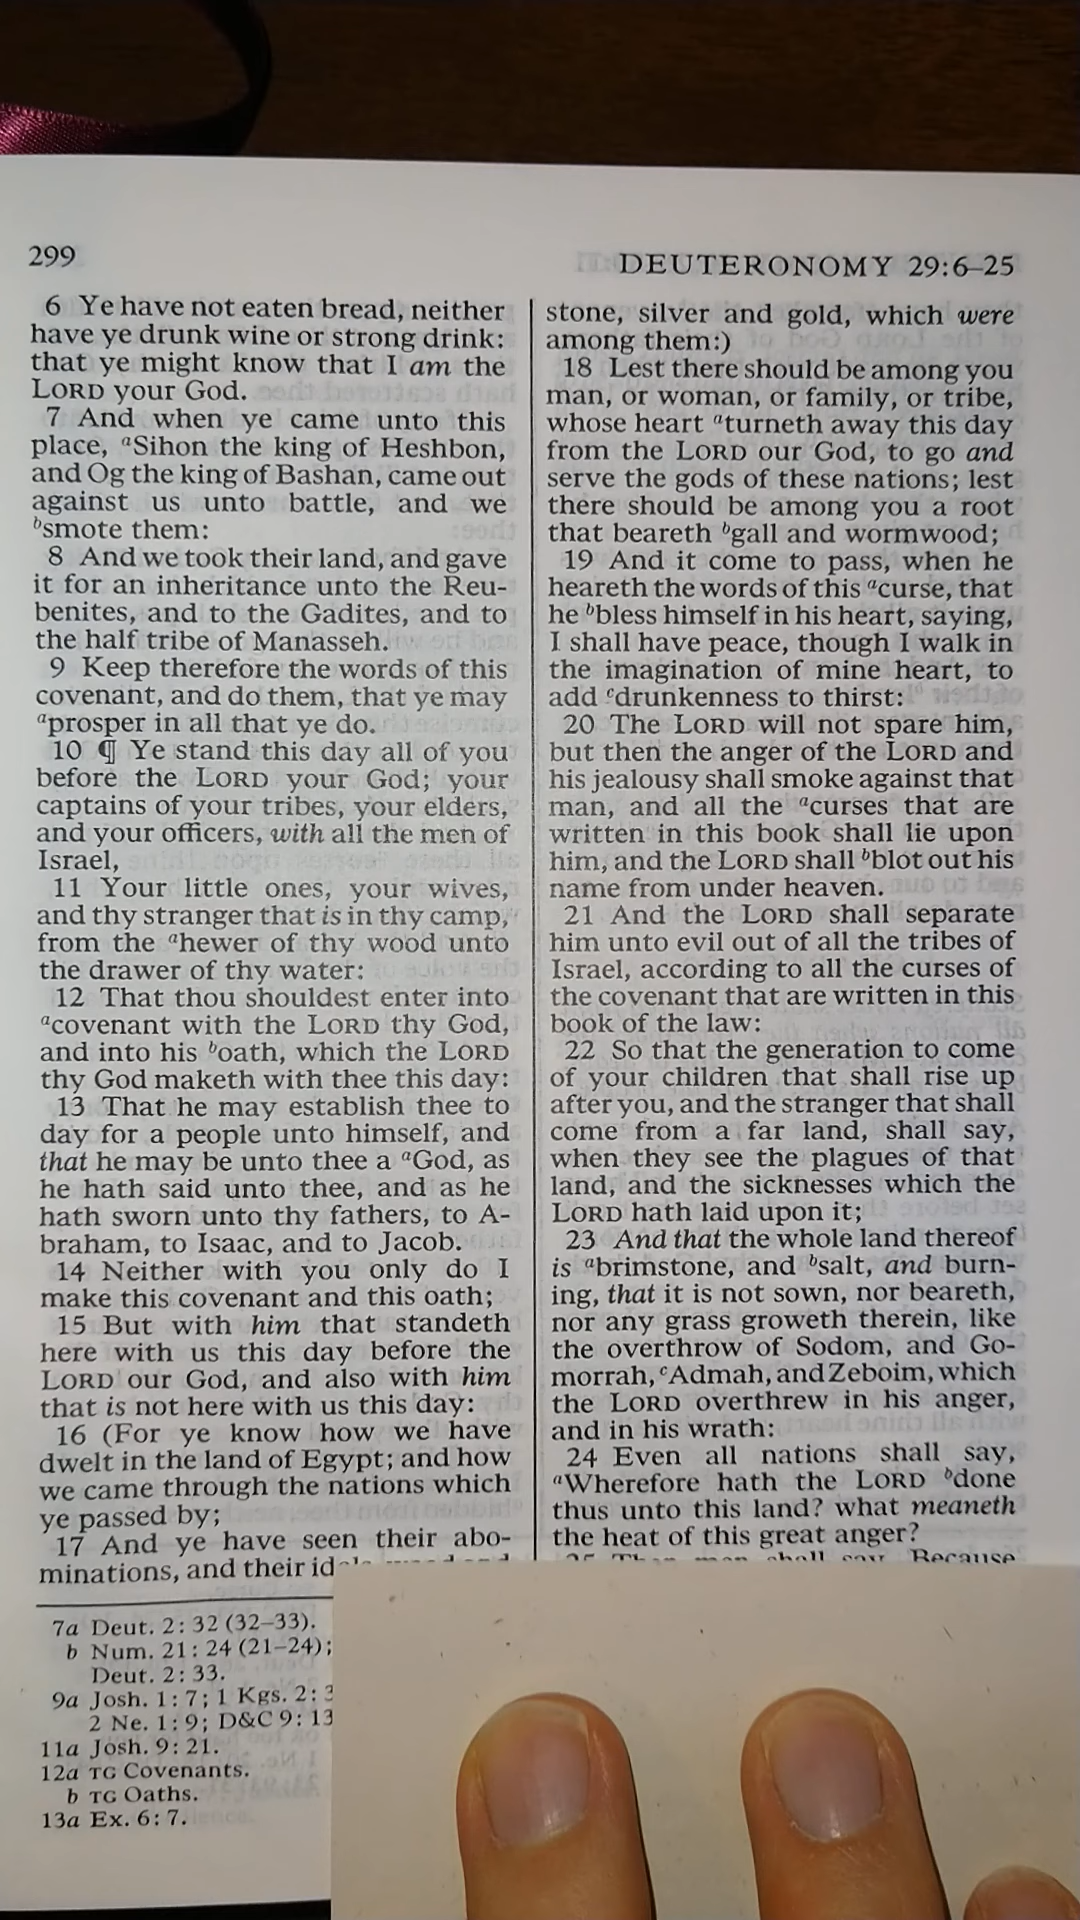 299
DEUTERONOMY 29:6–25
6 Ye have not eaten bread, neither
have ye drunk wine or strong drink:
that ye might know that I am the
LORD your God.
7 And when ye came unto this
place, aSihon the king of Heshbon,
and Og the king of Bashan, came out
against us unto battle, and we
bsmote them:
8 And we took their land, and gave
it for an inheritance unto the Reu-
benites, and to the Gadites, and to
the half tribe of Manasseh.
9 Keep therefore the words of this
covenant, and do them, that ye may
aprosper in all that ye do.
10 ¶ Ye stand this day all of you
before the LORD your God; your
captains of your tribes, your elders,
and your officers, with all the men of
Israel,
11 Your little ones, your wives,
and thy stranger that is in thy camp,
from the ahewer of thy wood unto
the drawer of thy water:
12 That thou shouldest enter into
acovenant with the LORD thy God,
and into his boath, which the LORD
thy God maketh with thee this day:
13 That he may establish thee to
day for a people unto himself, and
that he may be unto thee a aGod, as
he hath said unto thee, and as he
hath sworn unto thy fathers, to A-
braham, to Isaac, and to Jacob.
14 Neither with you only do I
make this covenant and this oath;
15 But with him that standeth
here with us this day before the
LORD our God, and also with him
that is not here with us this day:
16 (For ye know how we have
dwelt in the land of Egypt; and how
we came through the nations which
ye passed by;
17 And ye have seen their abo-
minations, and their
stone, silver and gold, which were
among them:)
18 Lest there should be among you
man, or woman, or family, or tribe,
whose heart aturneth away this day
from the LORD our God, to go and
serve the gods of these nations; lest
there should be among you a root
that beareth bgall and wormwood;
19 And it come to pass, when he
heareth the words of this acurse, that
he bbless himself in his heart, saying,
I shall have peace, though I walk in
the imagination of mine heart, to
add cdrunkenness to thirst:
20 The LORD will not spare him,
but then the anger of the LORD and
his jealousy shall smoke against that
man, and all the acurses that are
written in this book shall lie upon
him, and the LORD shall bblot out his
name from under heaven.
21 And the LORD shall separate
him unto evil out of all the tribes of
Israel, according to all the curses of
the covenant that are written in this
book of the law:
22 So that the generation to come
of your children that shall rise up
after you, and the stranger that shall
come from a far land, shall say,
when they see the plagues of that
land, and the sicknesses which the
LORD hath laid upon it;
23 And that the whole land thereof
is abrimstone, and bsalt, and burn-
ing, that it is not sown, nor beareth,
nor any grass groweth therein, like
the overthrow of Sodom, and Go-
morrah, cAdmah, and Zeboim, which
the LORD overthrew in his anger,
and in his wrath:
24 Even all nations shall say,
aWherefore hath the LORD bdone
thus unto this land? what meaneth
the heat of this great anger?
shall say, Because
7a Deut. 2: 32 (32–33).
b Num. 21: 24 (21–24);
Deut. 2: 33.
9a Josh. 1: 7; 1 Kgs. 2:
2 Ne. 1: 9; D&C 9: 13
11a Josh. 9: 21.
12a TG Covenants.
b TG Oaths.
13a Ex. 6: 7.